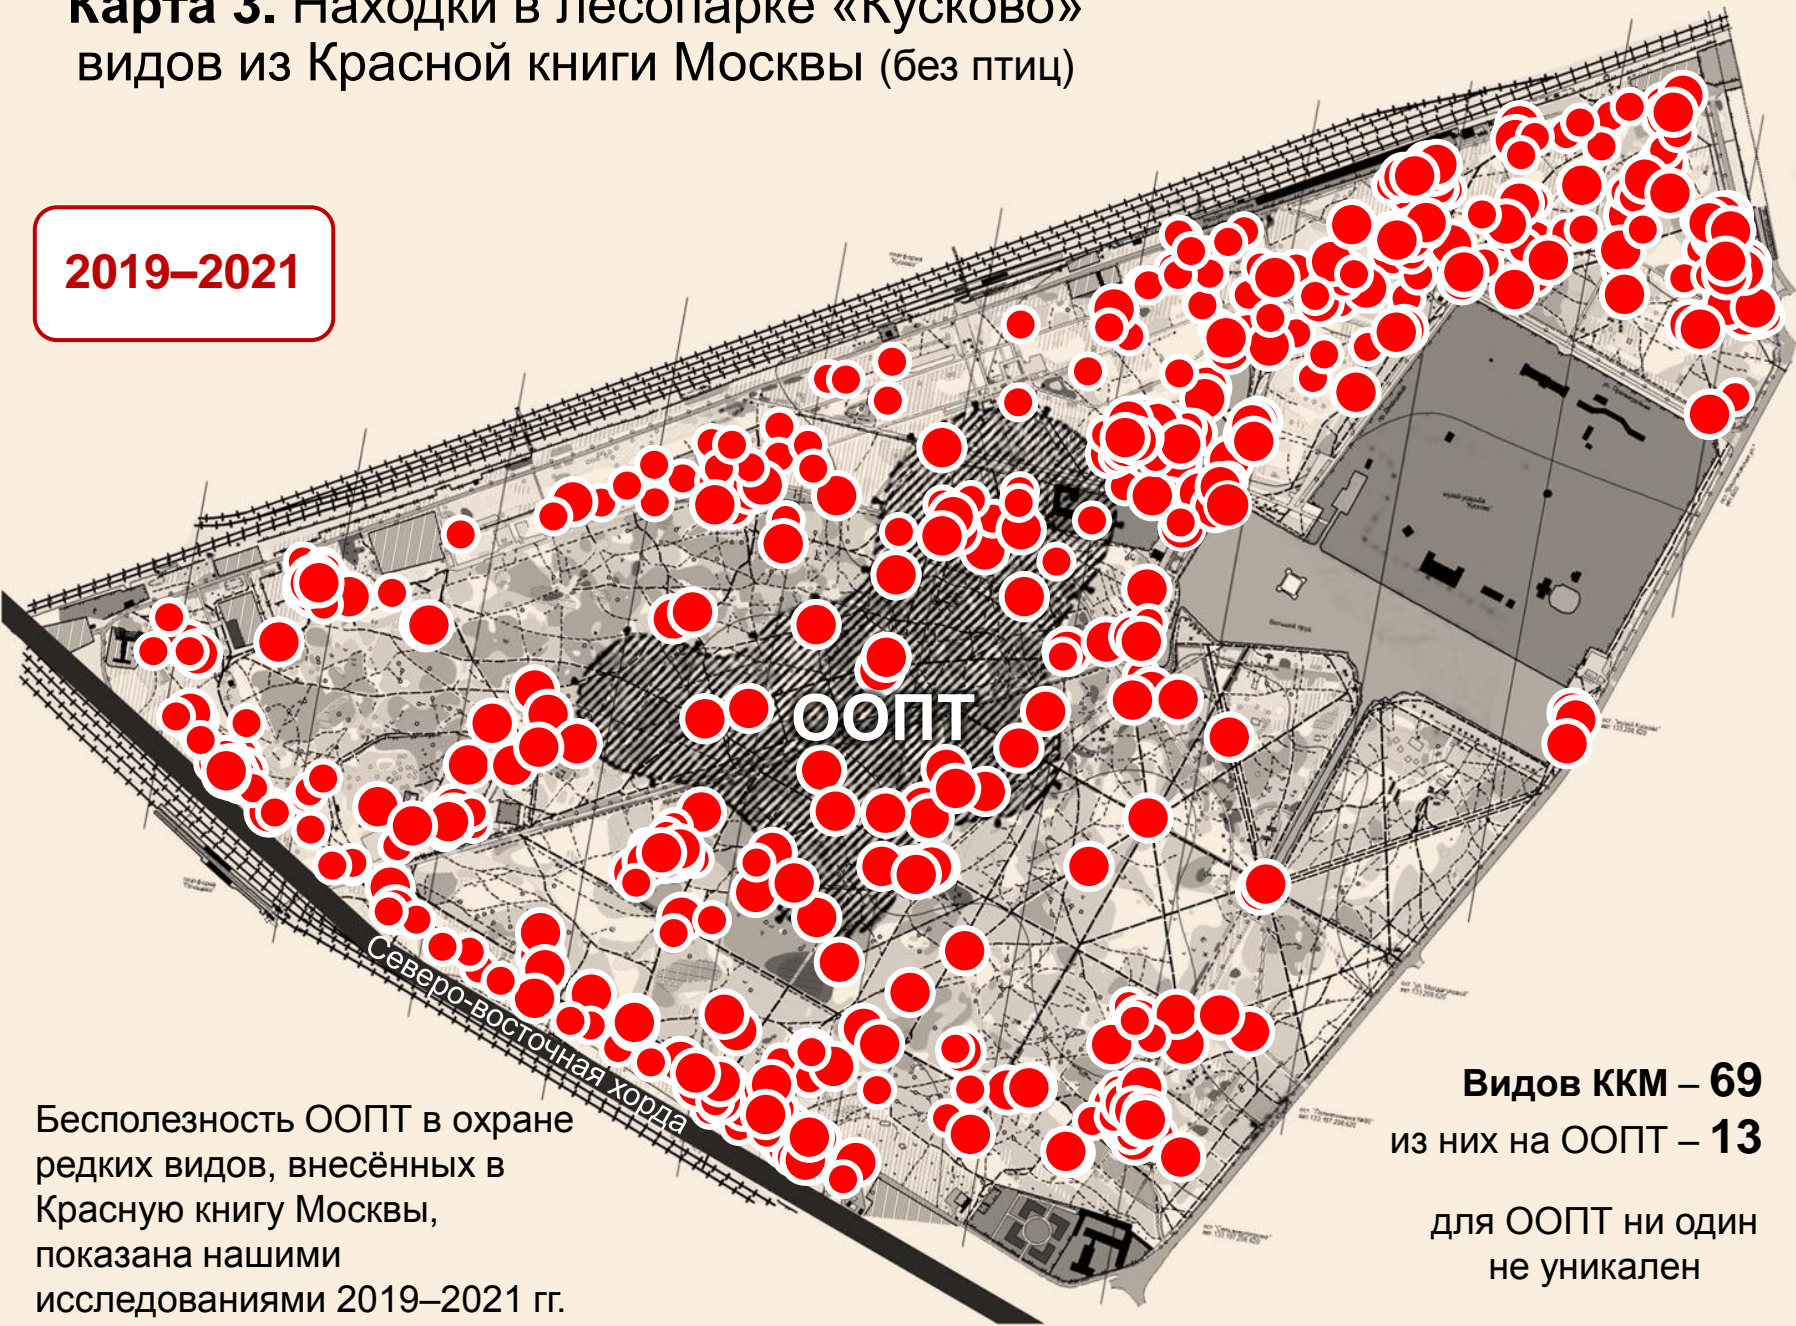 Карта 3. Находки в лесопарке «Кусково»
видов из Красной книги Москвы (без птиц)
2019–2021
ООПТ
Северо-восточная хорда
Бесполезность ООПТ в охране
редких видов, внесённых в
Красную книгу Москвы,
показана нашими
исследованиями 2019–2021 гг.
Видов ККМ – 69
из них на ООПТ – 13
для ООПТ ни один
не уникален